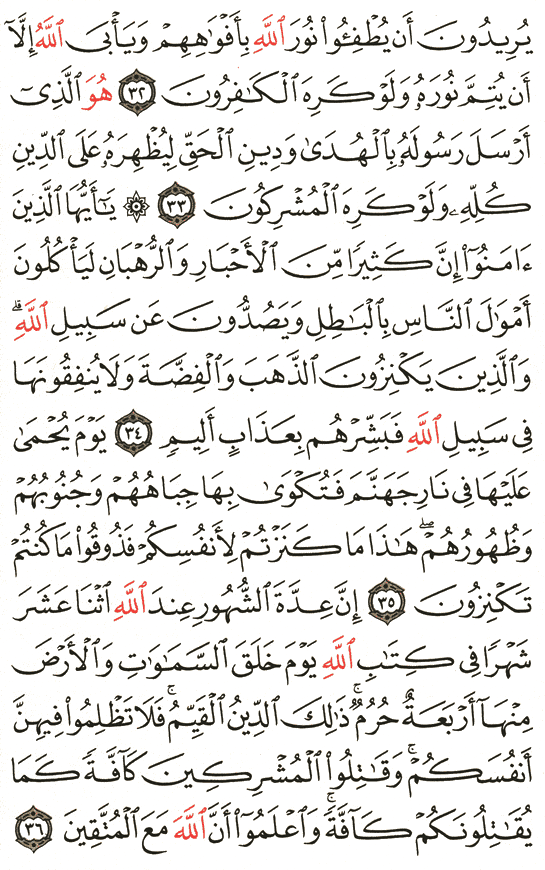 يُرِيدُونَ أَن يُطْفِـُٔوا۟ نُورَ ٱللَّهِ بِأَفْوَٰهِهِمْ وَيَأْبَى ٱللَّهُ إِلَّآ
أَن يُتِمَّ نُورَهُۥ وَلَوْ كَرِهَ ٱلْكَـٰفِرُونَ ٣٢ هُوَ ٱلَّذِىٓ
أَرْسَلَ رَسُولَهُۥ بِٱلْهُدَىٰ وَدِينِ ٱلْحَقِّ لِيُظْهِرَهُۥ عَلَى ٱلدِّينِ
كُلِّهِۦ وَلَوْ كَرِهَ ٱلْمُشْرِكُونَ ٣٣ ۞ يَـٰٓأَيُّهَا ٱلَّذِينَ
ءَامَنُوٓا۟ إِنَّ كَثِيرًا مِّنَ ٱلْأَحْبَارِ وَٱلرُّهْبَانِ لَيَأْكُلُونَ
أَمْوَٰلَ ٱلنَّاسِ بِٱلْبَـٰطِلِ وَيَصُدُّونَ عَن سَبِيلِ ٱللَّهِ ۗ
وَٱلَّذِينَ يَكْنِزُونَ ٱلذَّهَبَ وَٱلْفِضَّةَ وَلَا يُنفِقُونَهَا
فِى سَبِيلِ ٱللَّهِ فَبَشِّرْهُم بِعَذَابٍ أَلِيمٍ ٣٤ يَوْمَ يُحْمَىٰ
عَلَيْهَا فِى نَارِ جَهَنَّمَ فَتُكْوَىٰ بِهَا جِبَاهُهُمْ وَجُنُوبُهُمْ
وَظُهُورُهُمْ ۖ هَـٰذَا مَا كَنَزْتُمْ لِأَنفُسِكُمْ فَذُوقُوا۟ مَا كُنتُمْ
تَكْنِزُونَ ٣٥ إِنَّ عِدَّةَ ٱلشُّهُورِ عِندَ ٱللَّهِ ٱثْنَا عَشَرَ
شَهْرًا فِى كِتَـٰبِ ٱللَّهِ يَوْمَ خَلَقَ ٱلسَّمَـٰوَٰتِ وَٱلْأَرْضَ
مِنْهَآ أَرْبَعَةٌ حُرُمٌ ۚ ذَٰلِكَ ٱلدِّينُ ٱلْقَيِّمُ ۚ فَلَا تَظْلِمُوا۟ فِيهِنَّ
أَنفُسَكُمْ ۚ وَقَـٰتِلُوا۟ ٱلْمُشْرِكِينَ كَآفَّةً كَمَا
يُقَـٰتِلُونَكُمْ كَآفَّةً ۚ وَٱعْلَمُوٓا۟ أَنَّ ٱللَّهَ مَعَ ٱلْمُتَّقِينَ ٣٦